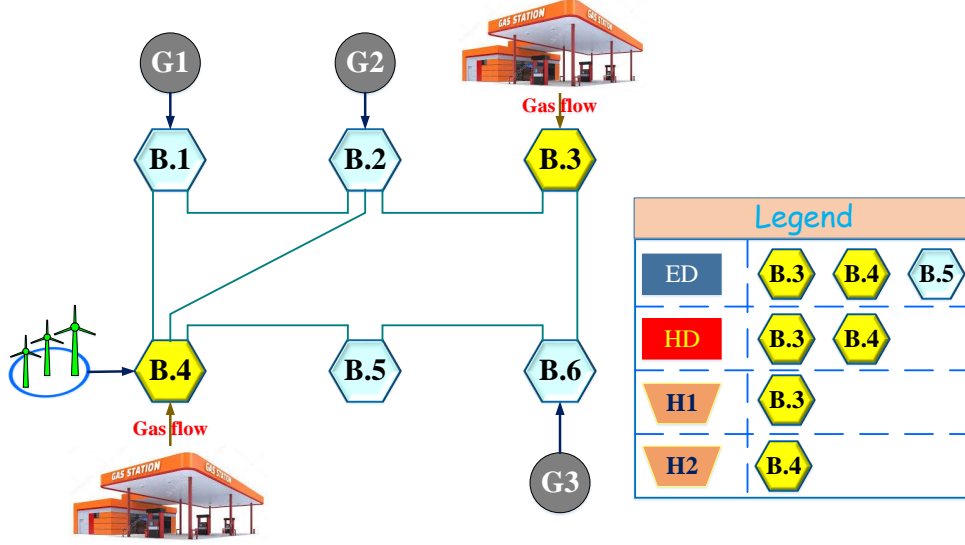 GAS STATION
GAS STATION
G1
G2
Gas flow
B.1
B.2
B.3
Legend
ED
B.3
B.4
B.5
HD
B.3
B.4
B.4
B.5
B.6
H1
B.3
Gas flow
H2
B.4
GAS STATION
GAS STATION
G3